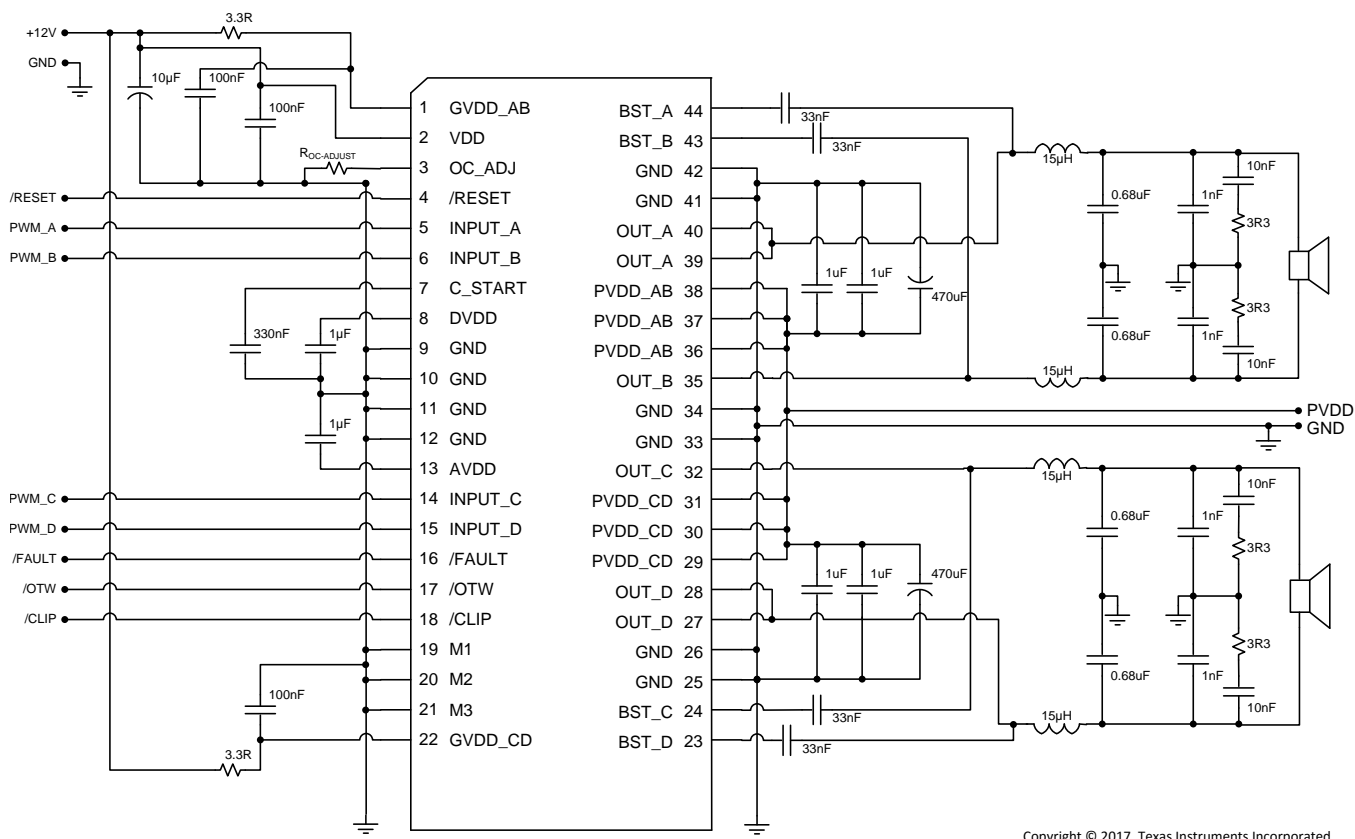 +12V
GND
3.3R
10µF
100nF
100nF
R_OC-ADJUST
/RESET
PWM_A
PWM_B
330nF
1µF
1µF
PWM_C
PWM_D
/FAULT
/OTW
/CLIP
100nF
3.3R
1 GVDD_AB
2 VDD
3 OC_ADJ
4 /RESET
5 INPUT_A
6 INPUT_B
7 C_START
8 DVDD
9 GND
10 GND
11 GND
12 GND
13 AVDD
14 INPUT_C
15 INPUT_D
16 /FAULT
17 /OTW
18 /CLIP
19 M1
20 M2
21 M3
22 GVDD_CD
BST_A 44
BST_B 43
GND 42
GND 41
OUT_A 40
OUT_A 39
PVDD_AB 38
PVDD_AB 37
PVDD_AB 36
OUT_B 35
GND 34
GND 33
OUT_C 32
PVDD_CD 31
PVDD_CD 30
PVDD_CD 29
OUT_D 28
OUT_D 27
GND 26
GND 25
BST_C 24
BST_D 23
33nF
33nF
1uF
1uF
470uF
15µH
0.68uF
1nF
10nF
3R3
0.68uF
1nF
3R3
10nF
15µH
PVDD
GND
15µH
0.68uF
1nF
10nF
3R3
1uF
1uF
470uF
0.68uF
1nF
3R3
10nF
15µH
33nF
33nF
Copyright © 2017, Texas Instruments Incorporated